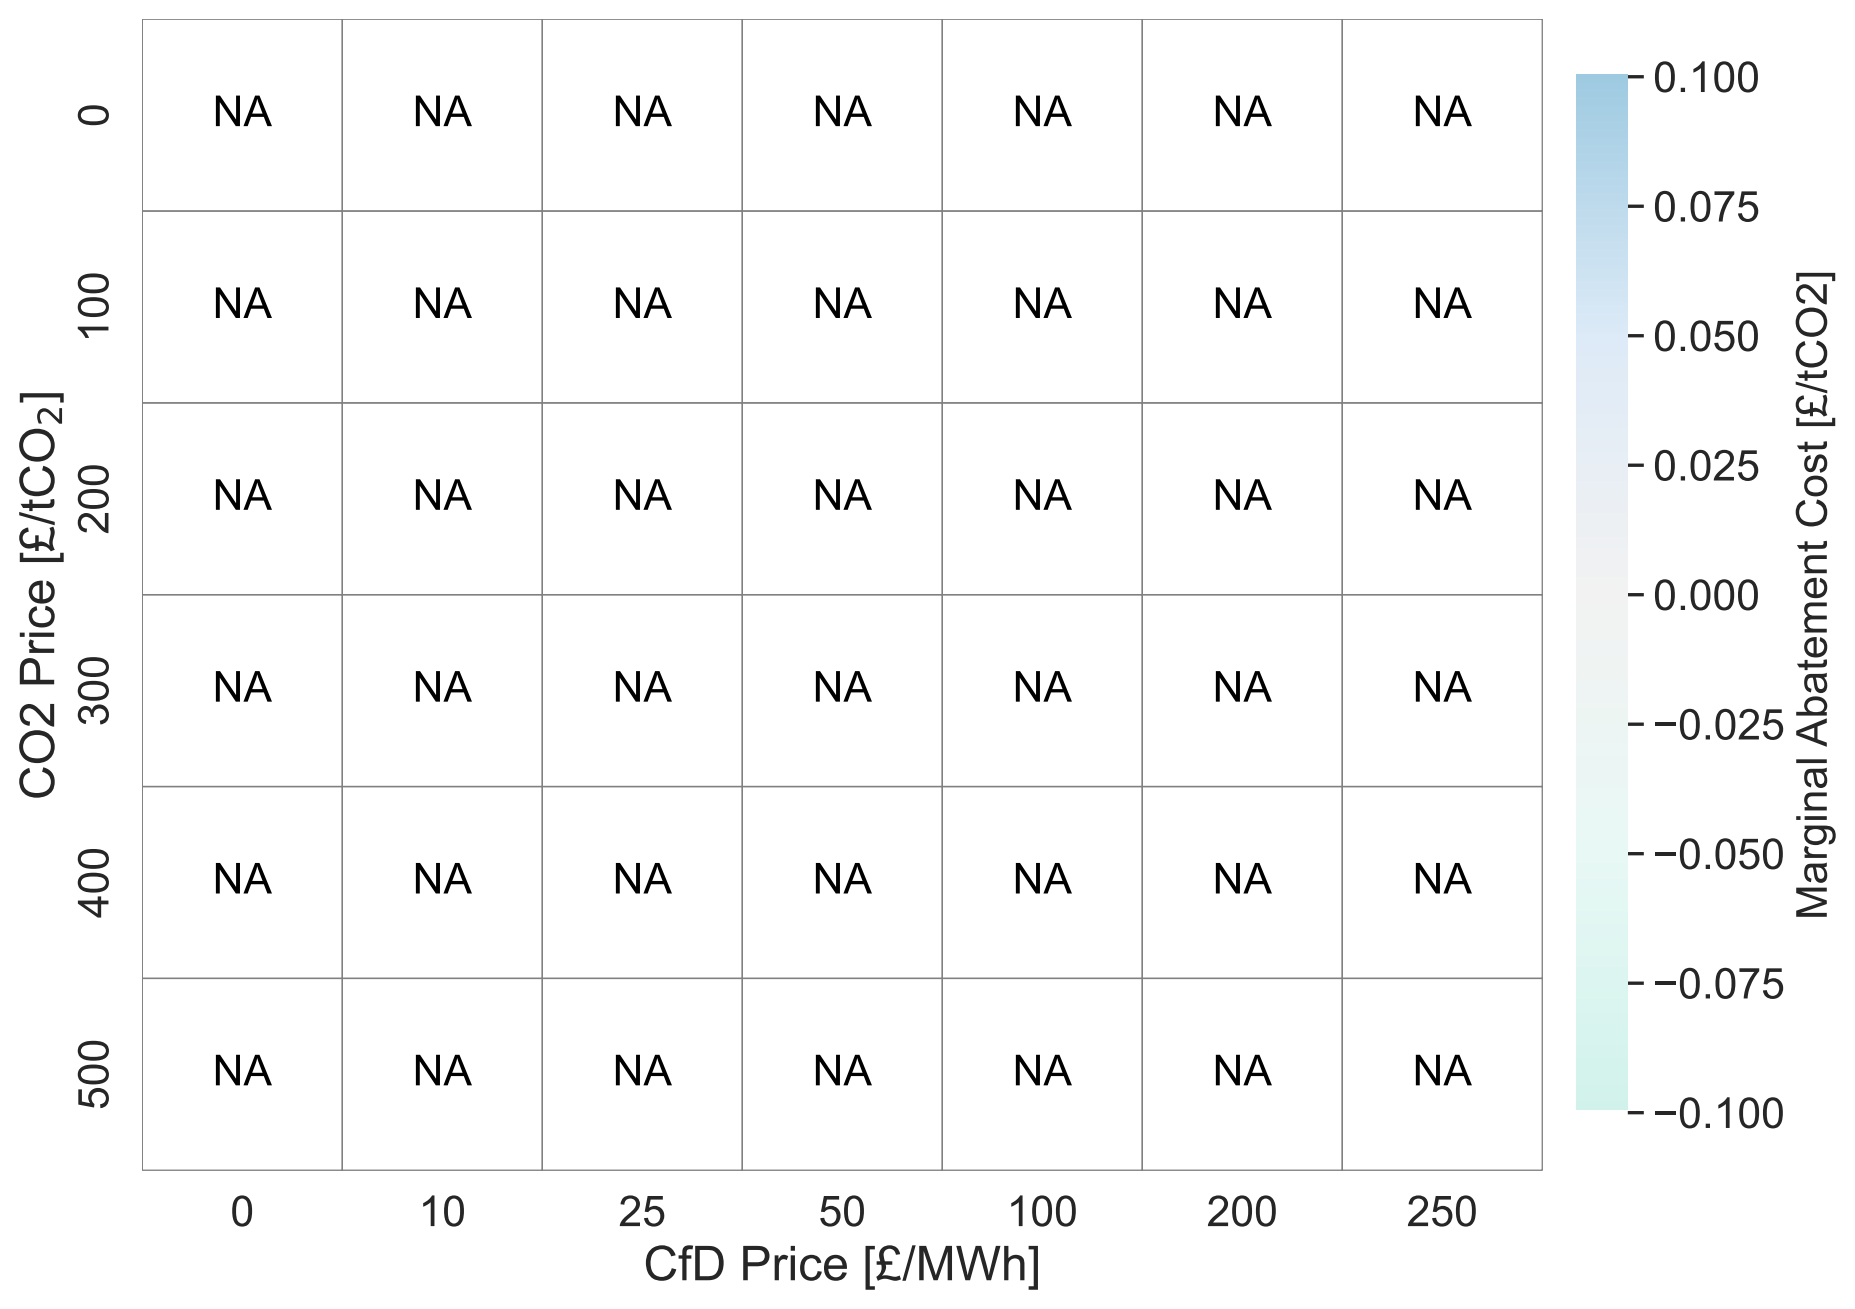 CO2 Price [£/tCO₂]
0 NA NA NA NA NA NA NA
100 NA NA NA NA NA NA NA
200 NA NA NA NA NA NA NA
300 NA NA NA NA NA NA NA
400 NA NA NA NA NA NA NA
500 NA NA NA NA NA NA NA
0 10 25 50 100 200 250
CfD Price [£/MWh]
0.100
0.075
0.050
0.025
0.000
−0.025
−0.050
−0.075
−0.100
Marginal Abatement Cost [£/tCO2]